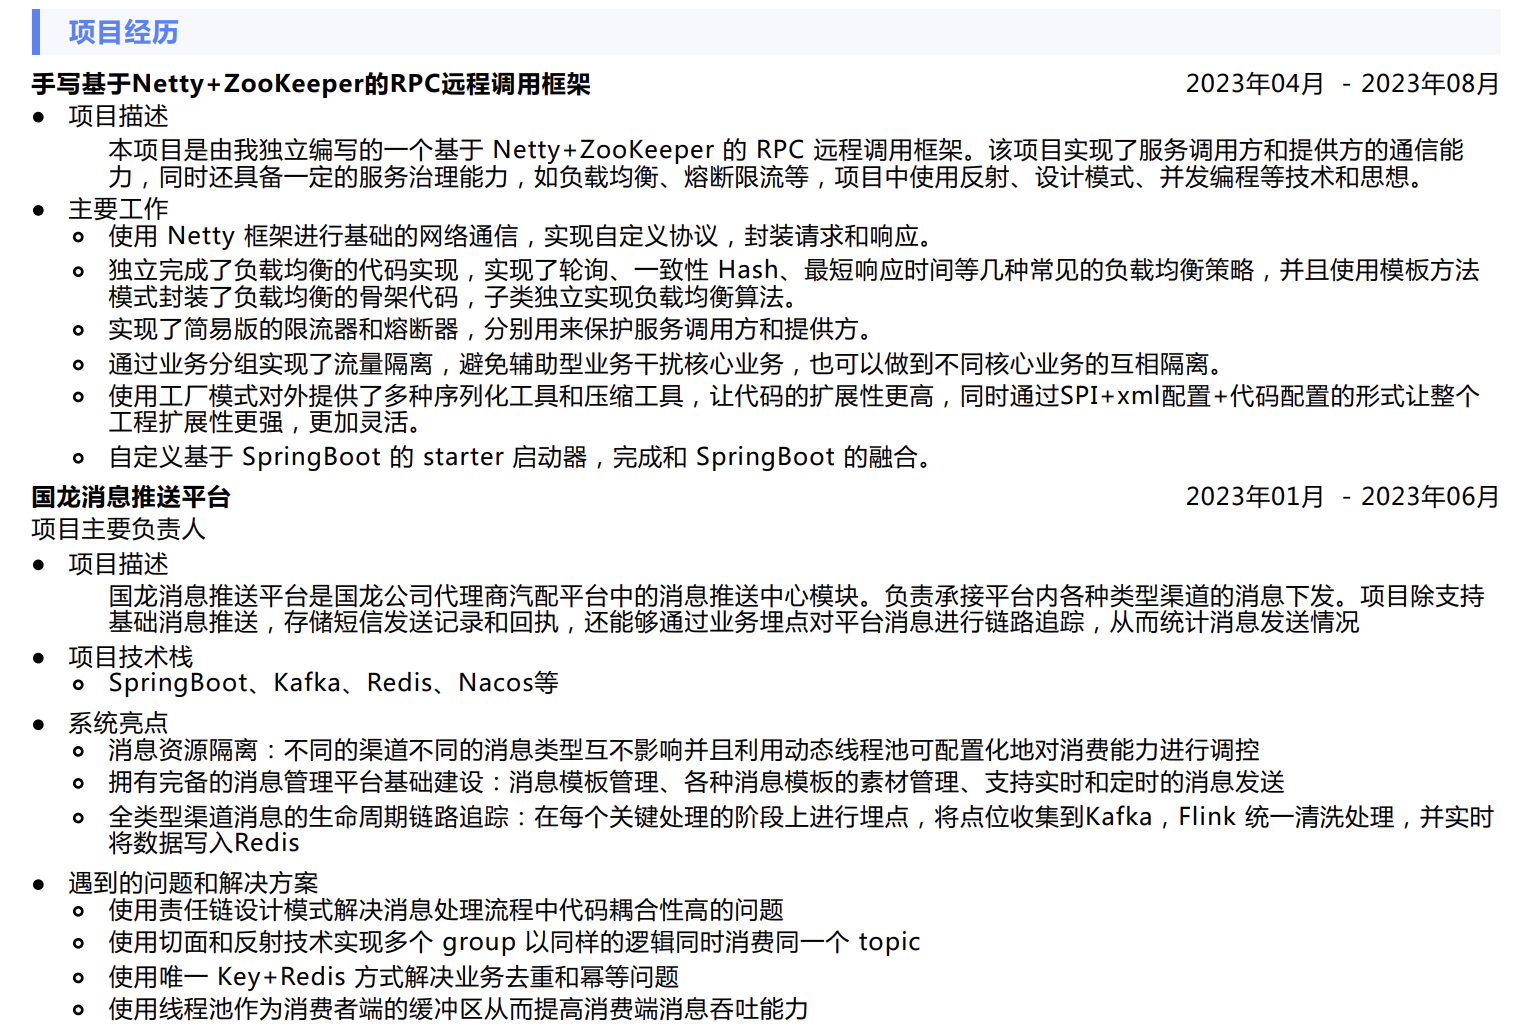 项目经历
手写基于Netty+ZooKeeper的RPC远程调用框架 2023年04月 - 2023年08月
● 项目描述
本项目是由我独立编写的一个基于 Netty+ZooKeeper 的 RPC 远程调用框架。该项目实现了服务调用方和提供方的通信能
力，同时还具备一定的服务治理能力，如负载均衡、熔断限流等，项目中使用反射、设计模式、并发编程等技术和思想。
● 主要工作
使用 Netty 框架进行基础的网络通信，实现自定义协议，封装请求和响应。
独立完成了负载均衡的代码实现，实现了轮询、一致性 Hash、最短响应时间等几种常见的负载均衡策略，并且使用模板方法
模式封装了负载均衡的骨架代码，子类独立实现负载均衡算法。
实现了简易版的限流器和熔断器，分别用来保护服务调用方和提供方。
通过业务分组实现了流量隔离，避免辅助型业务干扰核心业务，也可以做到不同核心业务的互相隔离。
使用工厂模式对外提供了多种序列化工具和压缩工具，让代码的扩展性更高，同时通过SPI+xml配置+代码配置的形式让整个
工程扩展性更强，更加灵活。
自定义基于 SpringBoot 的 starter 启动器，完成和 SpringBoot 的融合。
国龙消息推送平台 2023年01月 - 2023年06月
项目主要负责人
● 项目描述
国龙消息推送平台是国龙公司代理商汽配平台中的消息推送中心模块。负责承接平台内各种类型渠道的消息下发。项目除支持
基础消息推送，存储短信发送记录和回执，还能够通过业务埋点对平台消息进行链路追踪，从而统计消息发送情况
● 项目技术栈
SpringBoot、Kafka、Redis、Nacos等
● 系统亮点
消息资源隔离：不同的渠道不同的消息类型互不影响并且利用动态线程池可配置化地对消费能力进行调控
拥有完备的消息管理平台基础建设：消息模板管理、各种消息模板的素材管理、支持实时和定时的消息发送
全类型渠道消息的生命周期链路追踪：在每个关键处理的阶段上进行埋点，将点位收集到Kafka，Flink 统一清洗处理，并实时
将数据写入Redis
● 遇到的问题和解决方案
使用责任链设计模式解决消息处理流程中代码耦合性高的问题
使用切面和反射技术实现多个 group 以同样的逻辑同时消费同一个 topic
使用唯一 Key+Redis 方式解决业务去重和幂等问题
使用线程池作为消费者端的缓冲区从而提高消费端消息吞吐能力